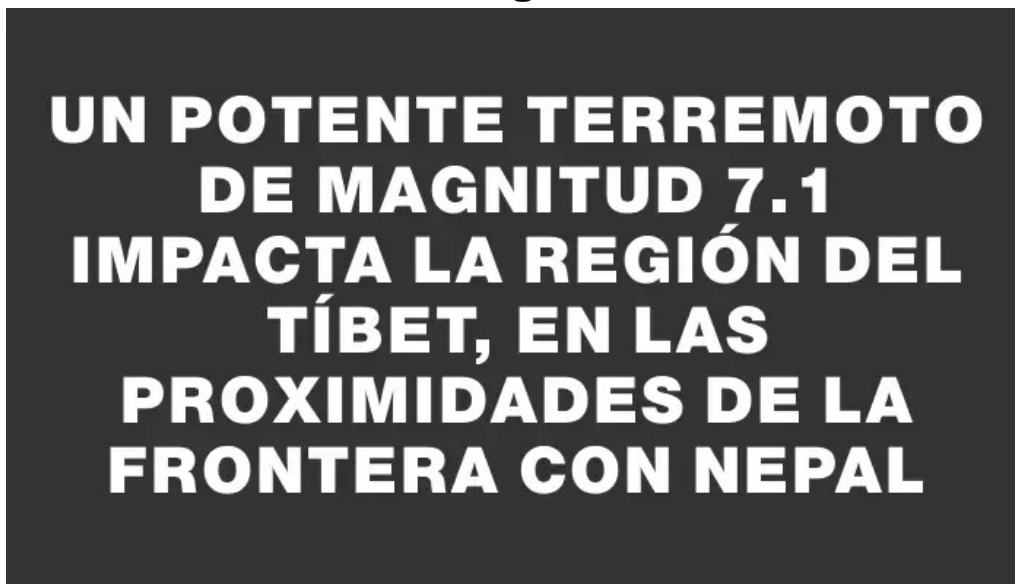 UN POTENTE TERREMOTO
DE MAGNITUD 7.1
IMPACTA LA REGIÓN DEL
TÍBET, EN LAS
PROXIMIDADES DE LA
FRONTERA CON NEPAL